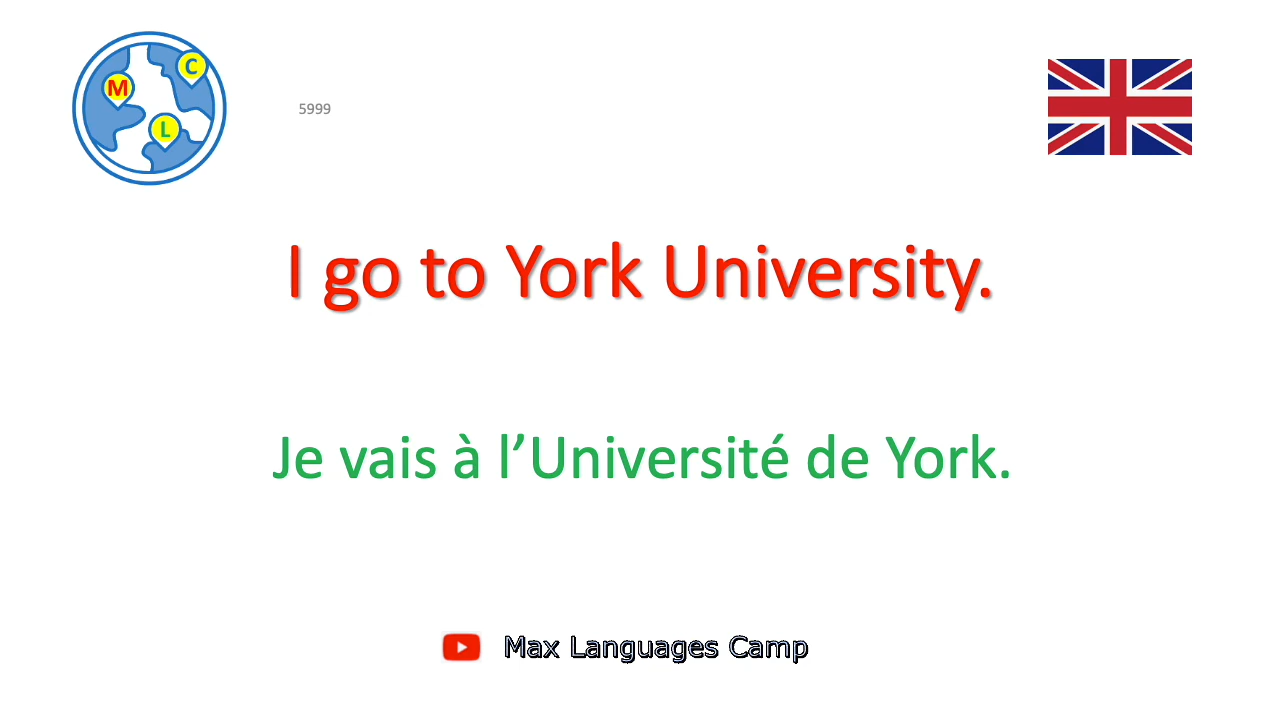 C
M
L
5999
I go to York University.
Je vais à l’Université de York.
Max Languages Camp